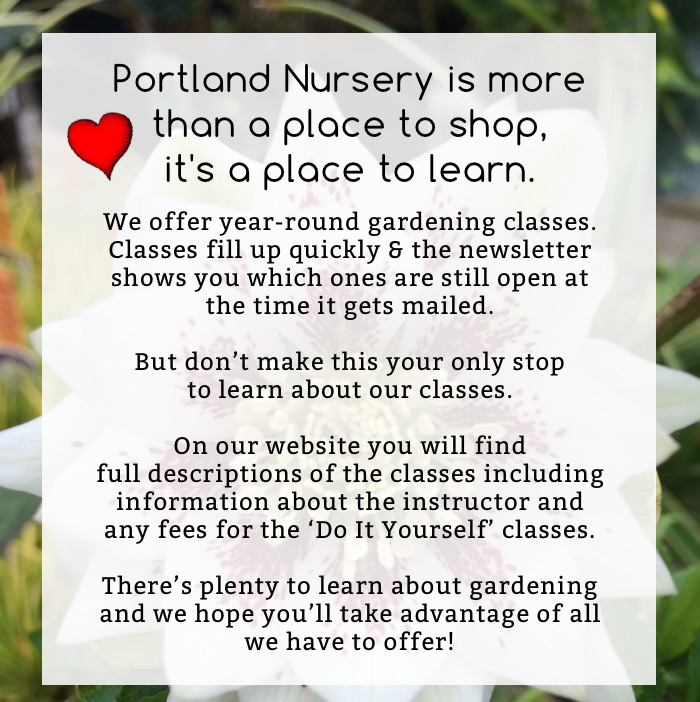 Portland Nursery is more
than a place to shop,
it's a place to learn.
We offer year-round gardening classes.
Classes fill up quickly & the newsletter
shows you which ones are still open at
the time it gets mailed.
But don’t make this your only stop
to learn about our classes.
On our website you will find
full descriptions of the classes including
information about the instructor and
any fees for the ‘Do It Yourself’ classes.
There’s plenty to learn about gardening
and we hope you’ll take advantage of all
we have to offer!